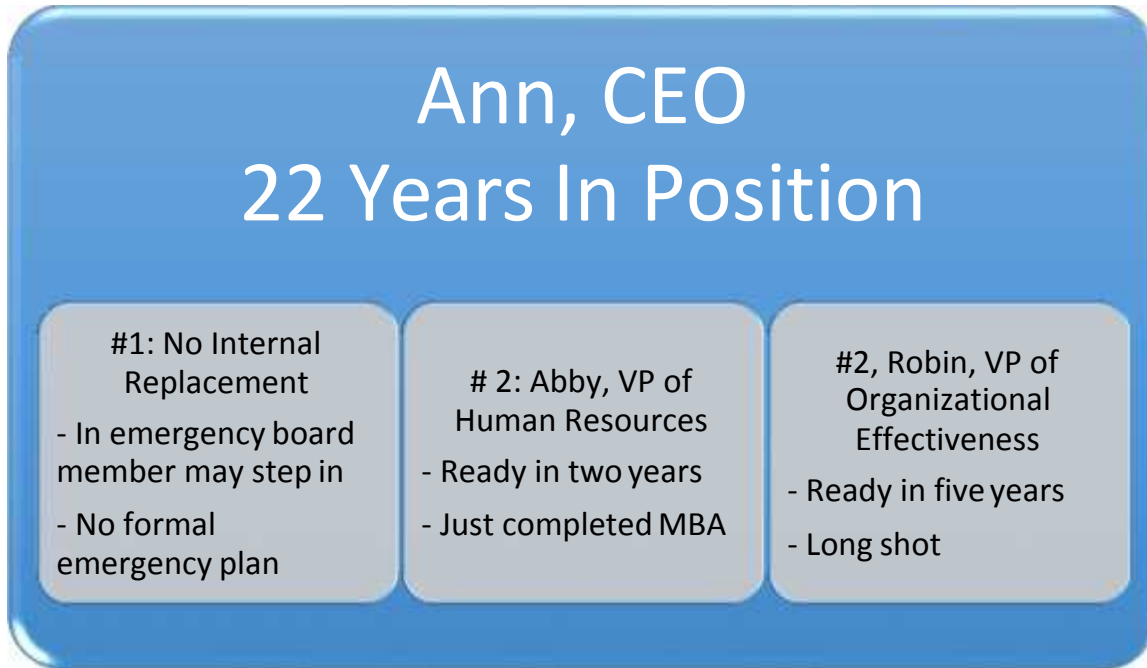 Ann, CEO
22 Years In Position
#1: No Internal
Replacement
- In emergency board
member may step in
- No formal
emergency plan
# 2: Abby, VP of
Human Resources
- Ready in two years
- Just completed MBA
#2, Robin, VP of
Organizational
Effectiveness
- Ready in five years
- Long shot